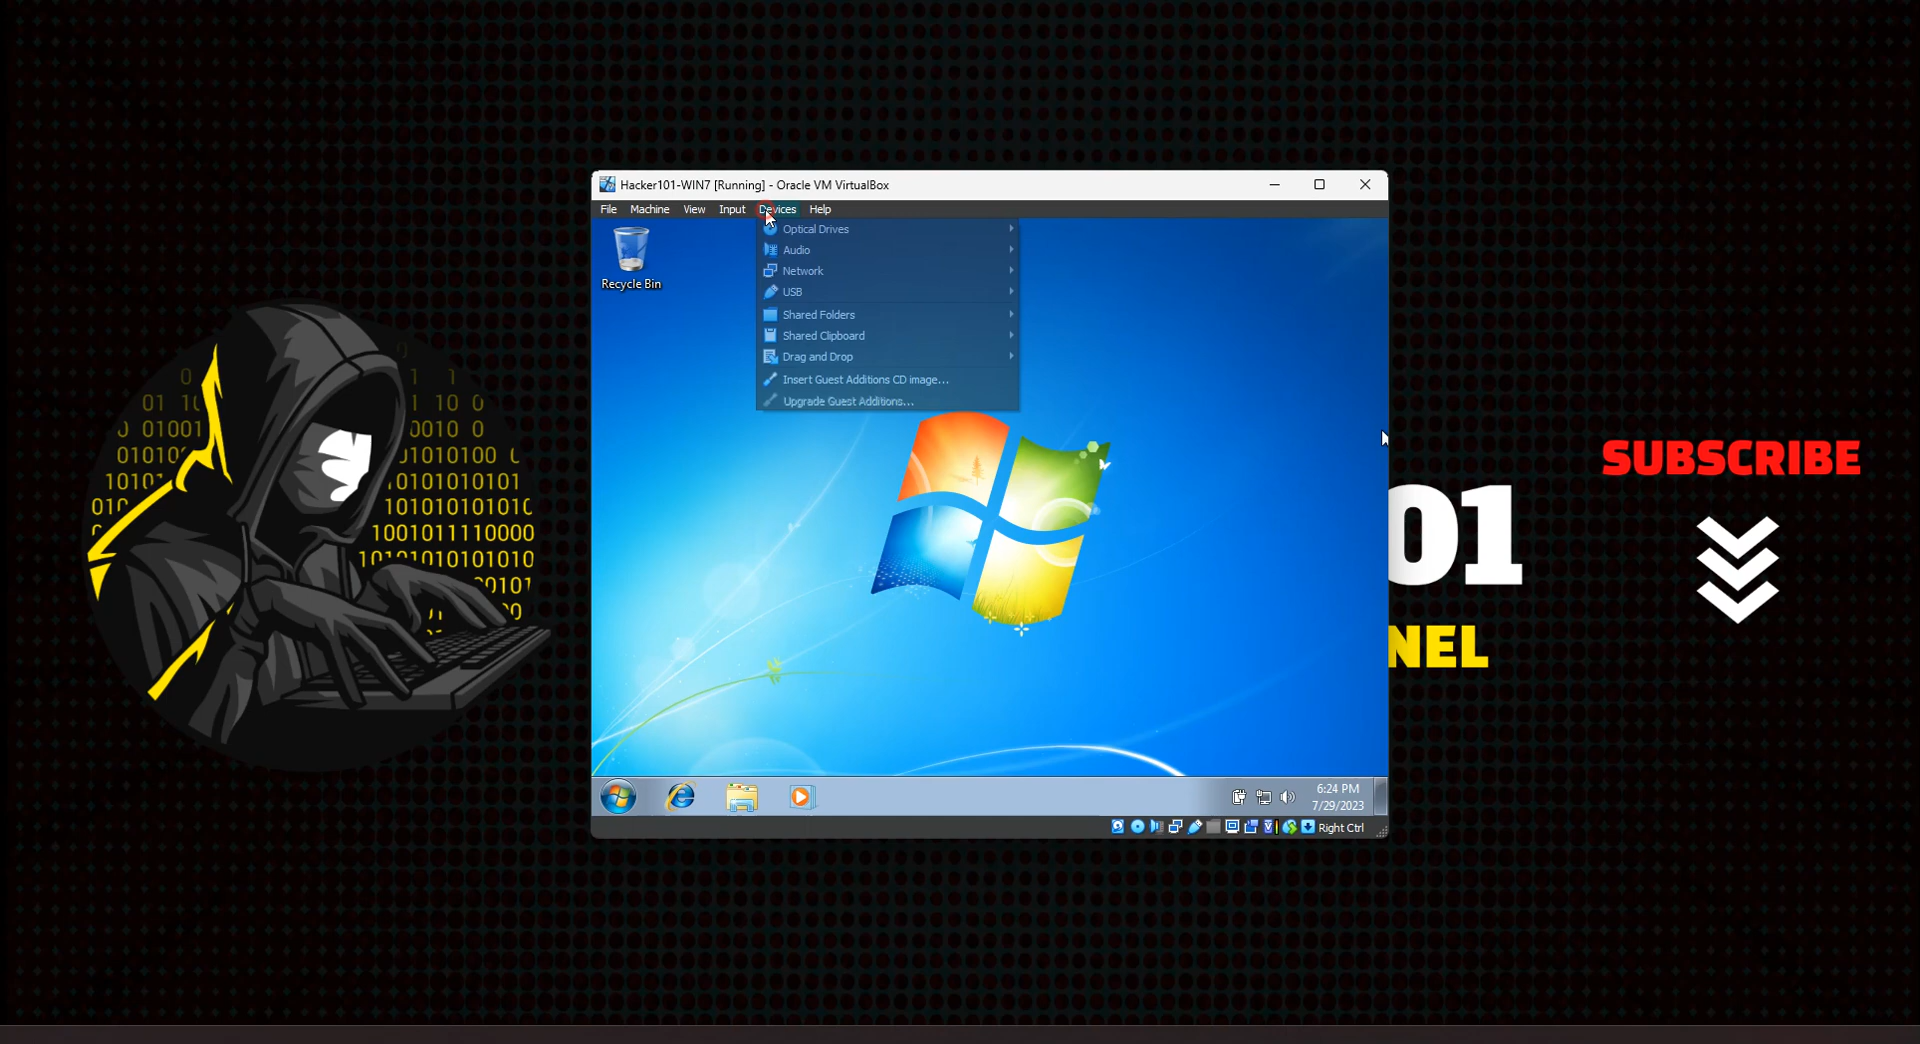 Hacker101-WIN7 [Running] - Oracle VM VirtualBox
File Machine View Input Devices Help
Recycle Bin
Optical Drives
Audio
Network
USB
Shared Folders
Shared Clipboard
Drag and Drop
Insert Guest Additions CD image...
Upgrade Guest Additions...
6:24 PM
7/29/2023
Right Ctrl
SUBSCRIBE
01
NEL